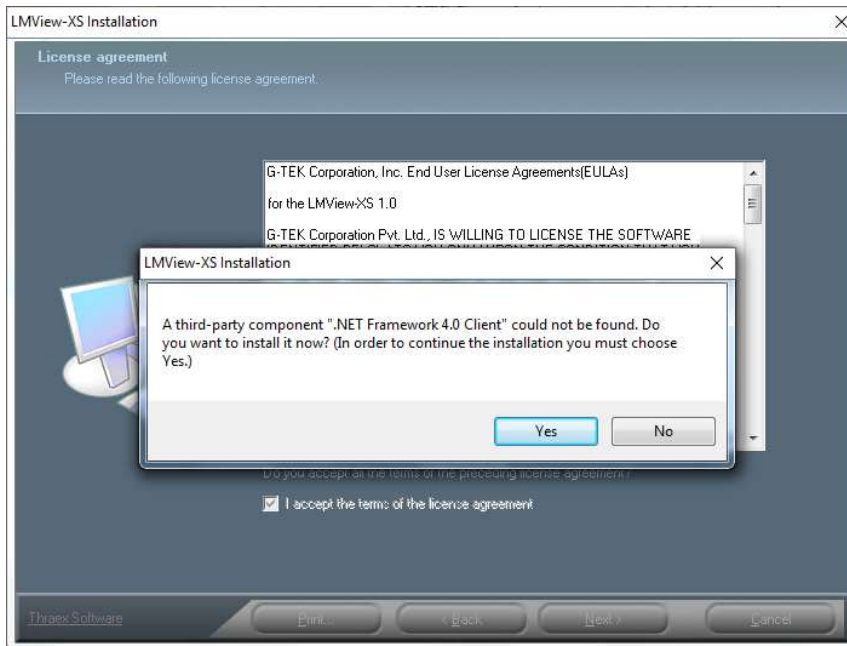 LMView-XS Installation
License agreement
Please read the following license agreement.
G-TEK Corporation, Inc. End User License Agreements(EULAs)
for the LMView-XS 1.0
G-TEK Corporation Pvt. Ltd., IS WILLING TO LICENSE THE SOFTWARE
LMView-XS Installation
A third-party component ".NET Framework 4.0 Client" could not be found. Do
you want to install it now? (In order to continue the installation you must choose
Yes.)
Yes No
Do you accept all the terms of the preceding license agreement?
I accept the terms of the license agreement
Thraex Software Print... < Back Next > Cancel